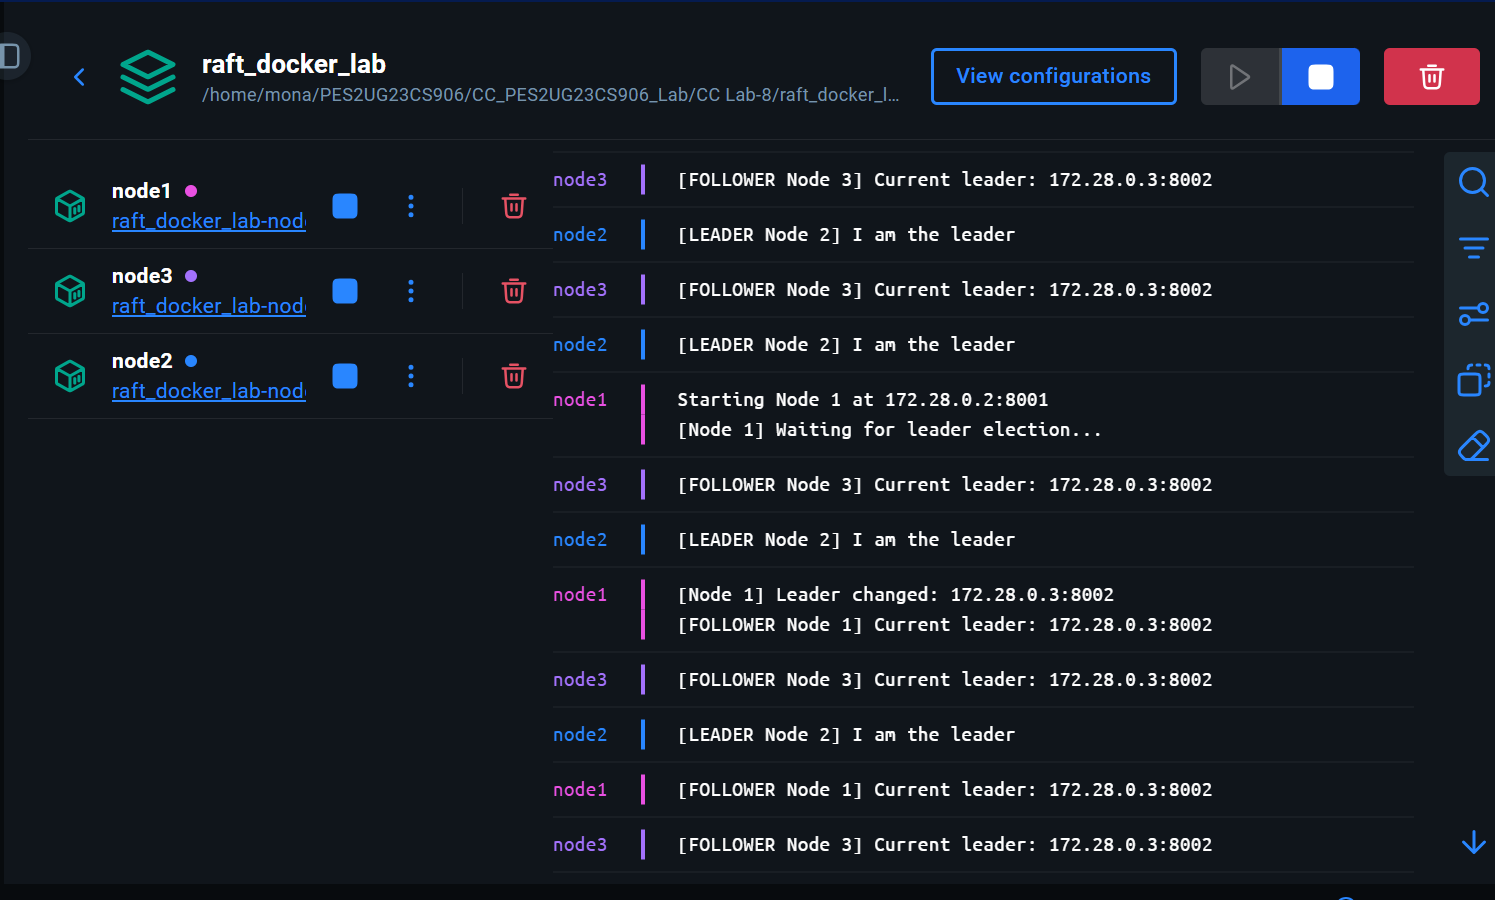 raft_docker_lab
/home/mona/PES2UG23CS906/CC_PES2UG23CS906_Lab/CC Lab-8/raft_docker_l...
View configurations
node1
raft_docker_lab-nod
node3
raft_docker_lab-nod
node2
raft_docker_lab-nod
node3 [FOLLOWER Node 3] Current leader: 172.28.0.3:8002
node2 [LEADER Node 2] I am the leader
node3 [FOLLOWER Node 3] Current leader: 172.28.0.3:8002
node2 [LEADER Node 2] I am the leader
node1 Starting Node 1 at 172.28.0.2:8001
[Node 1] Waiting for leader election...
node3 [FOLLOWER Node 3] Current leader: 172.28.0.3:8002
node2 [LEADER Node 2] I am the leader
node1 [Node 1] Leader changed: 172.28.0.3:8002
[FOLLOWER Node 1] Current leader: 172.28.0.3:8002
node3 [FOLLOWER Node 3] Current leader: 172.28.0.3:8002
node2 [LEADER Node 2] I am the leader
node1 [FOLLOWER Node 1] Current leader: 172.28.0.3:8002
node3 [FOLLOWER Node 3] Current leader: 172.28.0.3:8002